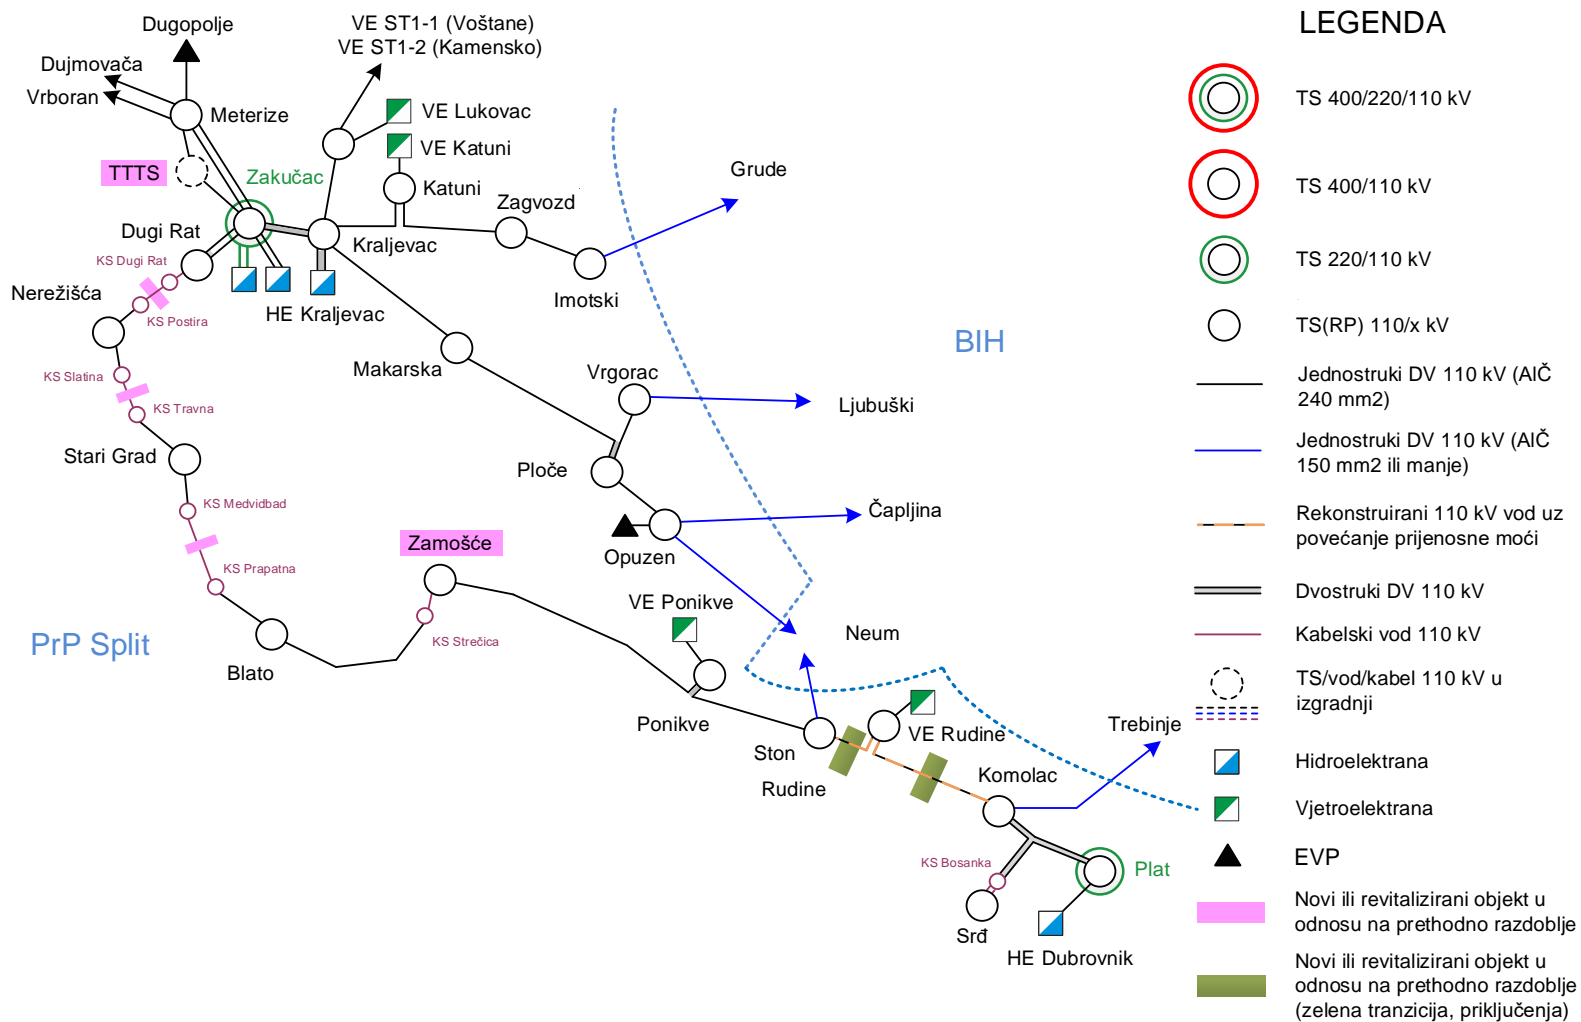 Dugopolje
VE ST1-1 (Voštane)
VE ST1-2 (Kamensko)
Dujmovača
Vrboran
Meterize
VE Lukovac
VE Katuni
TTTS
Zakučac
Katuni
Zagvozd
Grude
Dugi Rat
Kraljevac
KS Dugi Rat
Nerežišća
Imotski
HE Kraljevac
KS Postira
BIH
Makarska
Vrgorac
KS Slatina
Ljubuški
KS Travna
Stari Grad
Ploče
KS Medvidbad
Čapljina
Zamošće
Opuzen
KS Prapatna
VE Ponikve
Neum
PrP Split
KS Strečica
Blato
Ponikve
Trebinje
VE Rudine
Ston
Komolac
Rudine
KS Bosanka
Plat
Srđ
HE Dubrovnik
LEGENDA
TS 400/220/110 kV
TS 400/110 kV
TS 220/110 kV
TS(RP) 110/x kV
Jednostruki DV 110 kV (AlČ
240 mm2)
Jednostruki DV 110 kV (AlČ
150 mm2 ili manje)
Rekonstruirani 110 kV vod uz
povećanje prijenosne moći
Dvostruki DV 110 kV
Kabelski vod 110 kV
TS/vod/kabel 110 kV u
izgradnji
Hidroelektrana
Vjetroelektrana
EVP
Novi ili revitalizirani objekt u
odnosu na prethodno razdoblje
Novi ili revitalizirani objekt u
odnosu na prethodno razdoblje
(zelena tranzicija, priključenja)